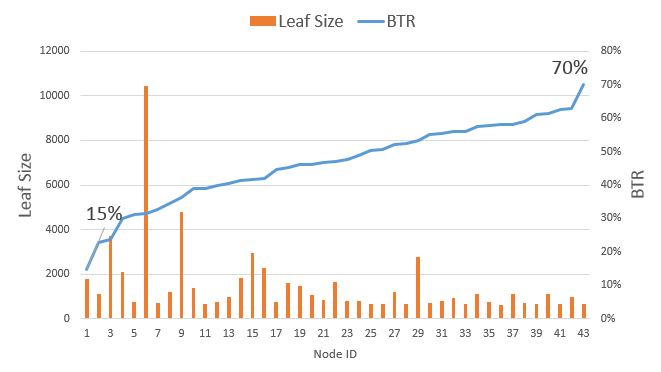 Leaf Size BTR
12000 80%
70%
10000 70%
60%
8000
50%
6000 40%
15% 30%
4000
20%
2000
10%
0 0%
1 3 5 7 9 11 13 15 17 19 21 23 25 27 29 31 33 35 37 39 41 43
Leaf Size
BTR
Node ID